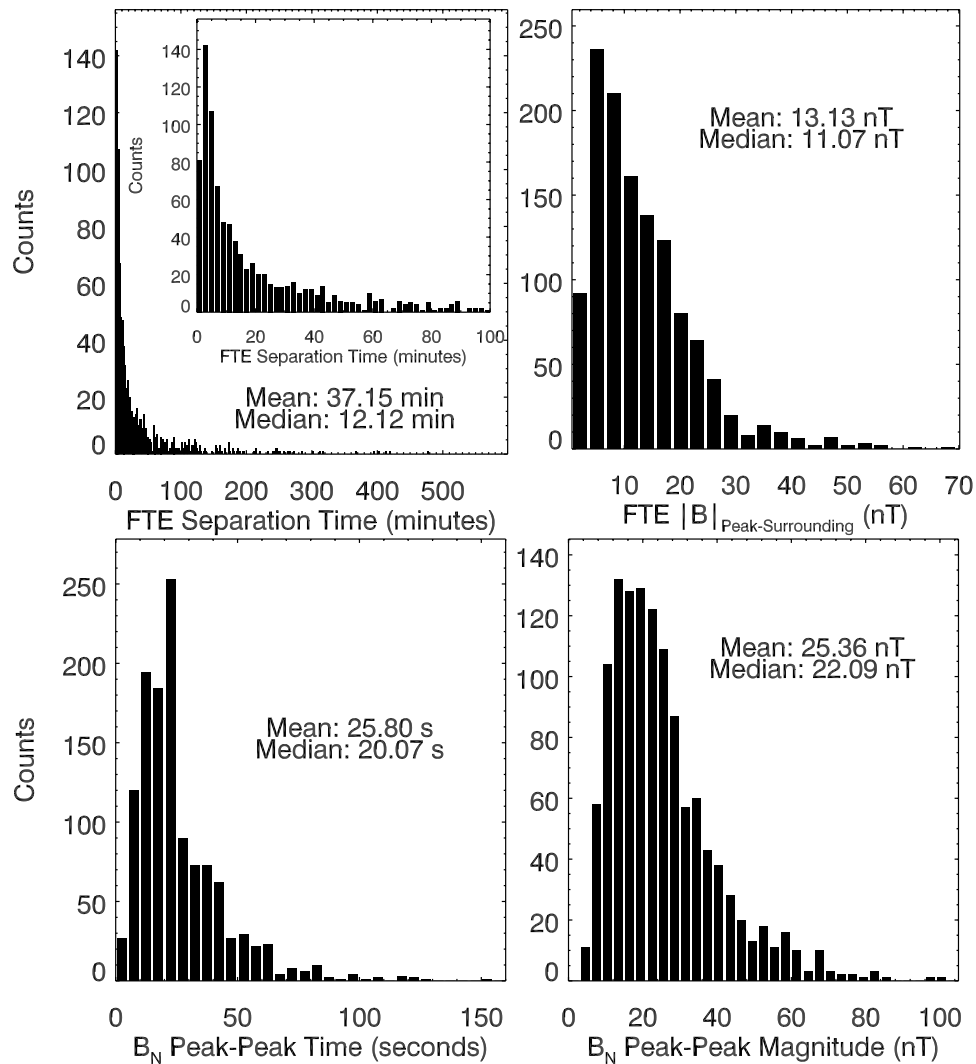 140
120
100
80
60
40
20
0
Counts
0 100 200 300 400 500
FTE Separation Time (minutes)
140
120
100
80
60
40
20
0
Counts
0 20 40 60 80 100
FTE Separation Time (minutes)
Mean: 37.15 min
Median: 12.12 min
250
200
150
100
50
0
Mean: 13.13 nT
Median: 11.07 nT
10 20 30 40 50 60 70
FTE |B|Peak-Surrounding (nT)
250
200
150
100
50
0
Counts
Mean: 25.80 s
Median: 20.07 s
0 50 100 150
BN Peak-Peak Time (seconds)
140
120
100
80
60
40
20
0
Mean: 25.36 nT
Median: 22.09 nT
0 20 40 60 80 100
BN Peak-Peak Magnitude (nT)